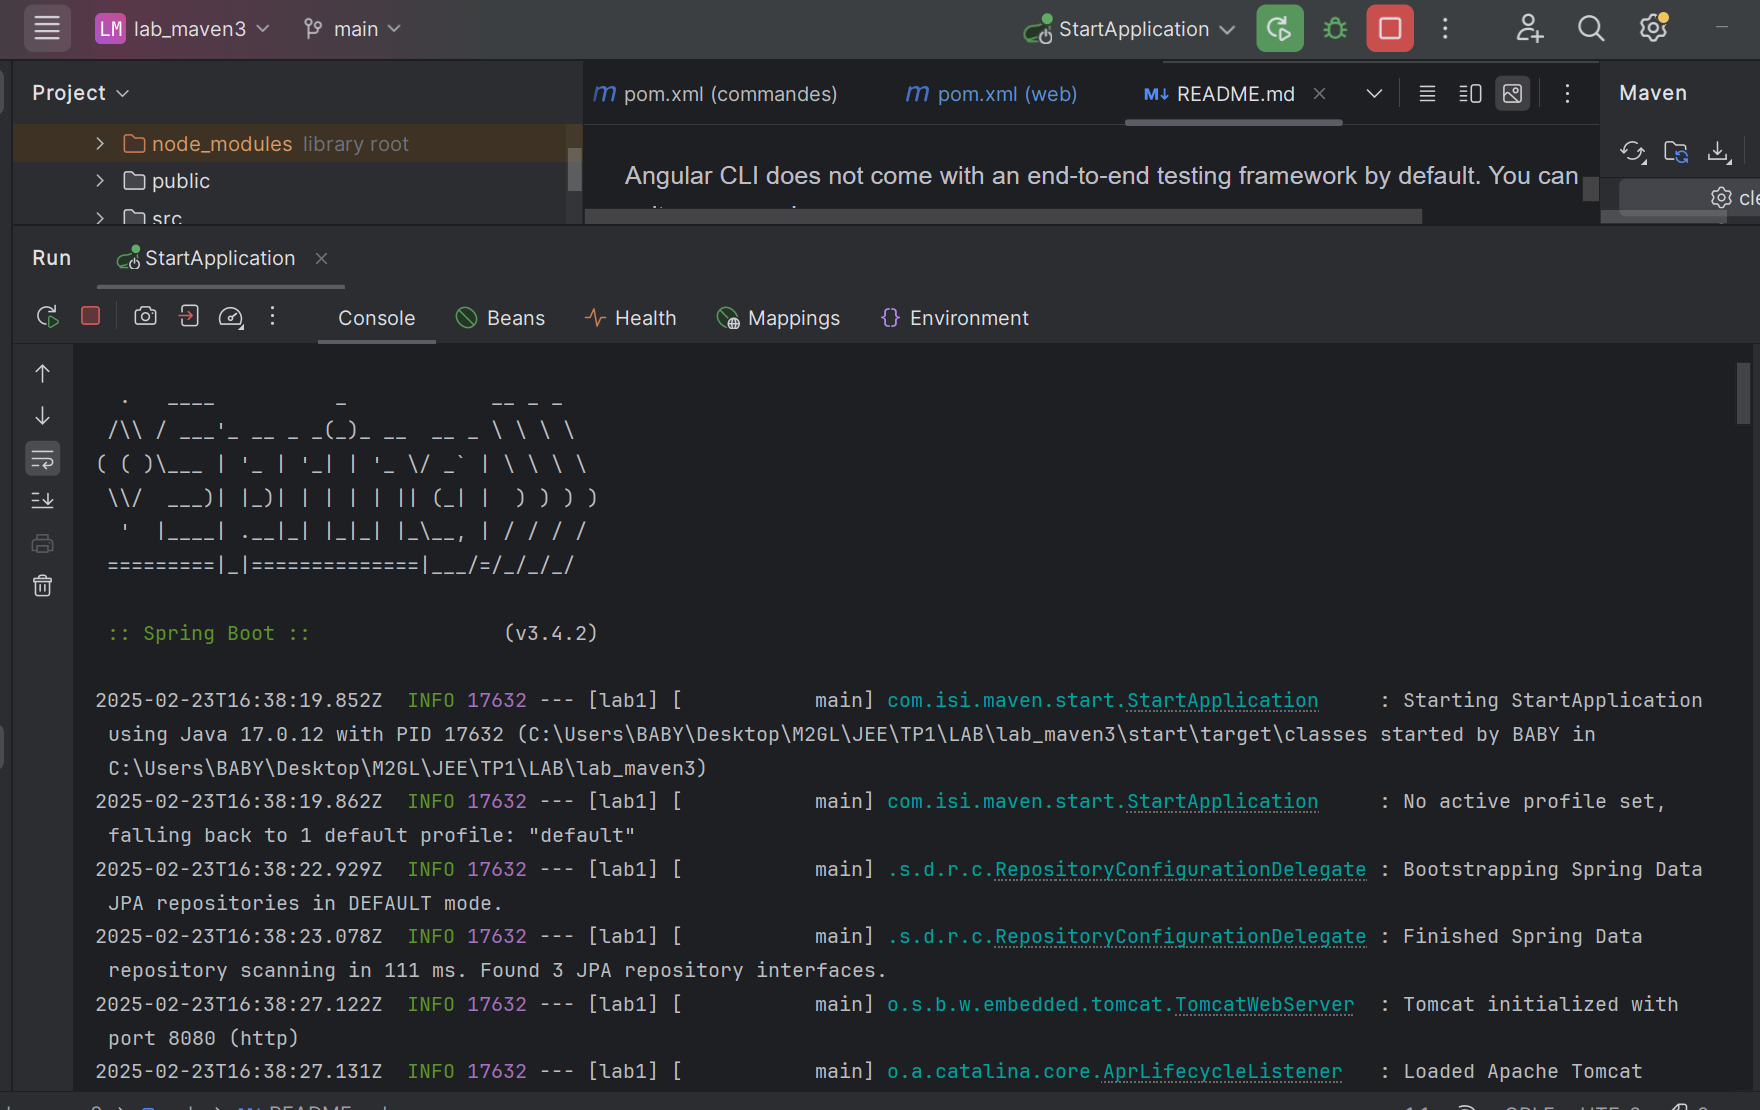 LM lab_maven3 main StartApplication
Project pom.xml (commandes) pom.xml (web) M↓ README.md Maven
node_modules library root
public
src
Angular CLI does not come with an end-to-end testing framework by default. You can
Run StartApplication
Console Beans Health Mappings Environment
  .   ____          _            __ _ _
 /\\ / ___'_ __ _ _(_)_ __  __ _ \ \ \ \
( ( )\___ | '_ | '_| | '_ \/ _` | \ \ \ \
 \\/  ___)| |_)| | | | | || (_| |  ) ) ) )
  '  |____| .__|_| |_|_| |_\__, | / / / /
 =========|_|==============|___/=/_/_/_/
:: Spring Boot ::                (v3.4.2)
2025-02-23T16:38:19.852Z  INFO 17632 --- [lab1] [           main] com.isi.maven.start.StartApplication     : Starting StartApplication
using Java 17.0.12 with PID 17632 (C:\Users\BABY\Desktop\M2GL\JEE\TP1\LAB\lab_maven3\start\target\classes started by BABY in
C:\Users\BABY\Desktop\M2GL\JEE\TP1\LAB\lab_maven3)
2025-02-23T16:38:19.862Z  INFO 17632 --- [lab1] [           main] com.isi.maven.start.StartApplication     : No active profile set,
falling back to 1 default profile: "default"
2025-02-23T16:38:22.929Z  INFO 17632 --- [lab1] [           main] .s.d.r.c.RepositoryConfigurationDelegate : Bootstrapping Spring Data
JPA repositories in DEFAULT mode.
2025-02-23T16:38:23.078Z  INFO 17632 --- [lab1] [           main] .s.d.r.c.RepositoryConfigurationDelegate : Finished Spring Data
repository scanning in 111 ms. Found 3 JPA repository interfaces.
2025-02-23T16:38:27.122Z  INFO 17632 --- [lab1] [           main] o.s.b.w.embedded.tomcat.TomcatWebServer  : Tomcat initialized with
port 8080 (http)
2025-02-23T16:38:27.131Z  INFO 17632 --- [lab1] [           main] o.a.catalina.core.AprLifecycleListener   : Loaded Apache Tomcat